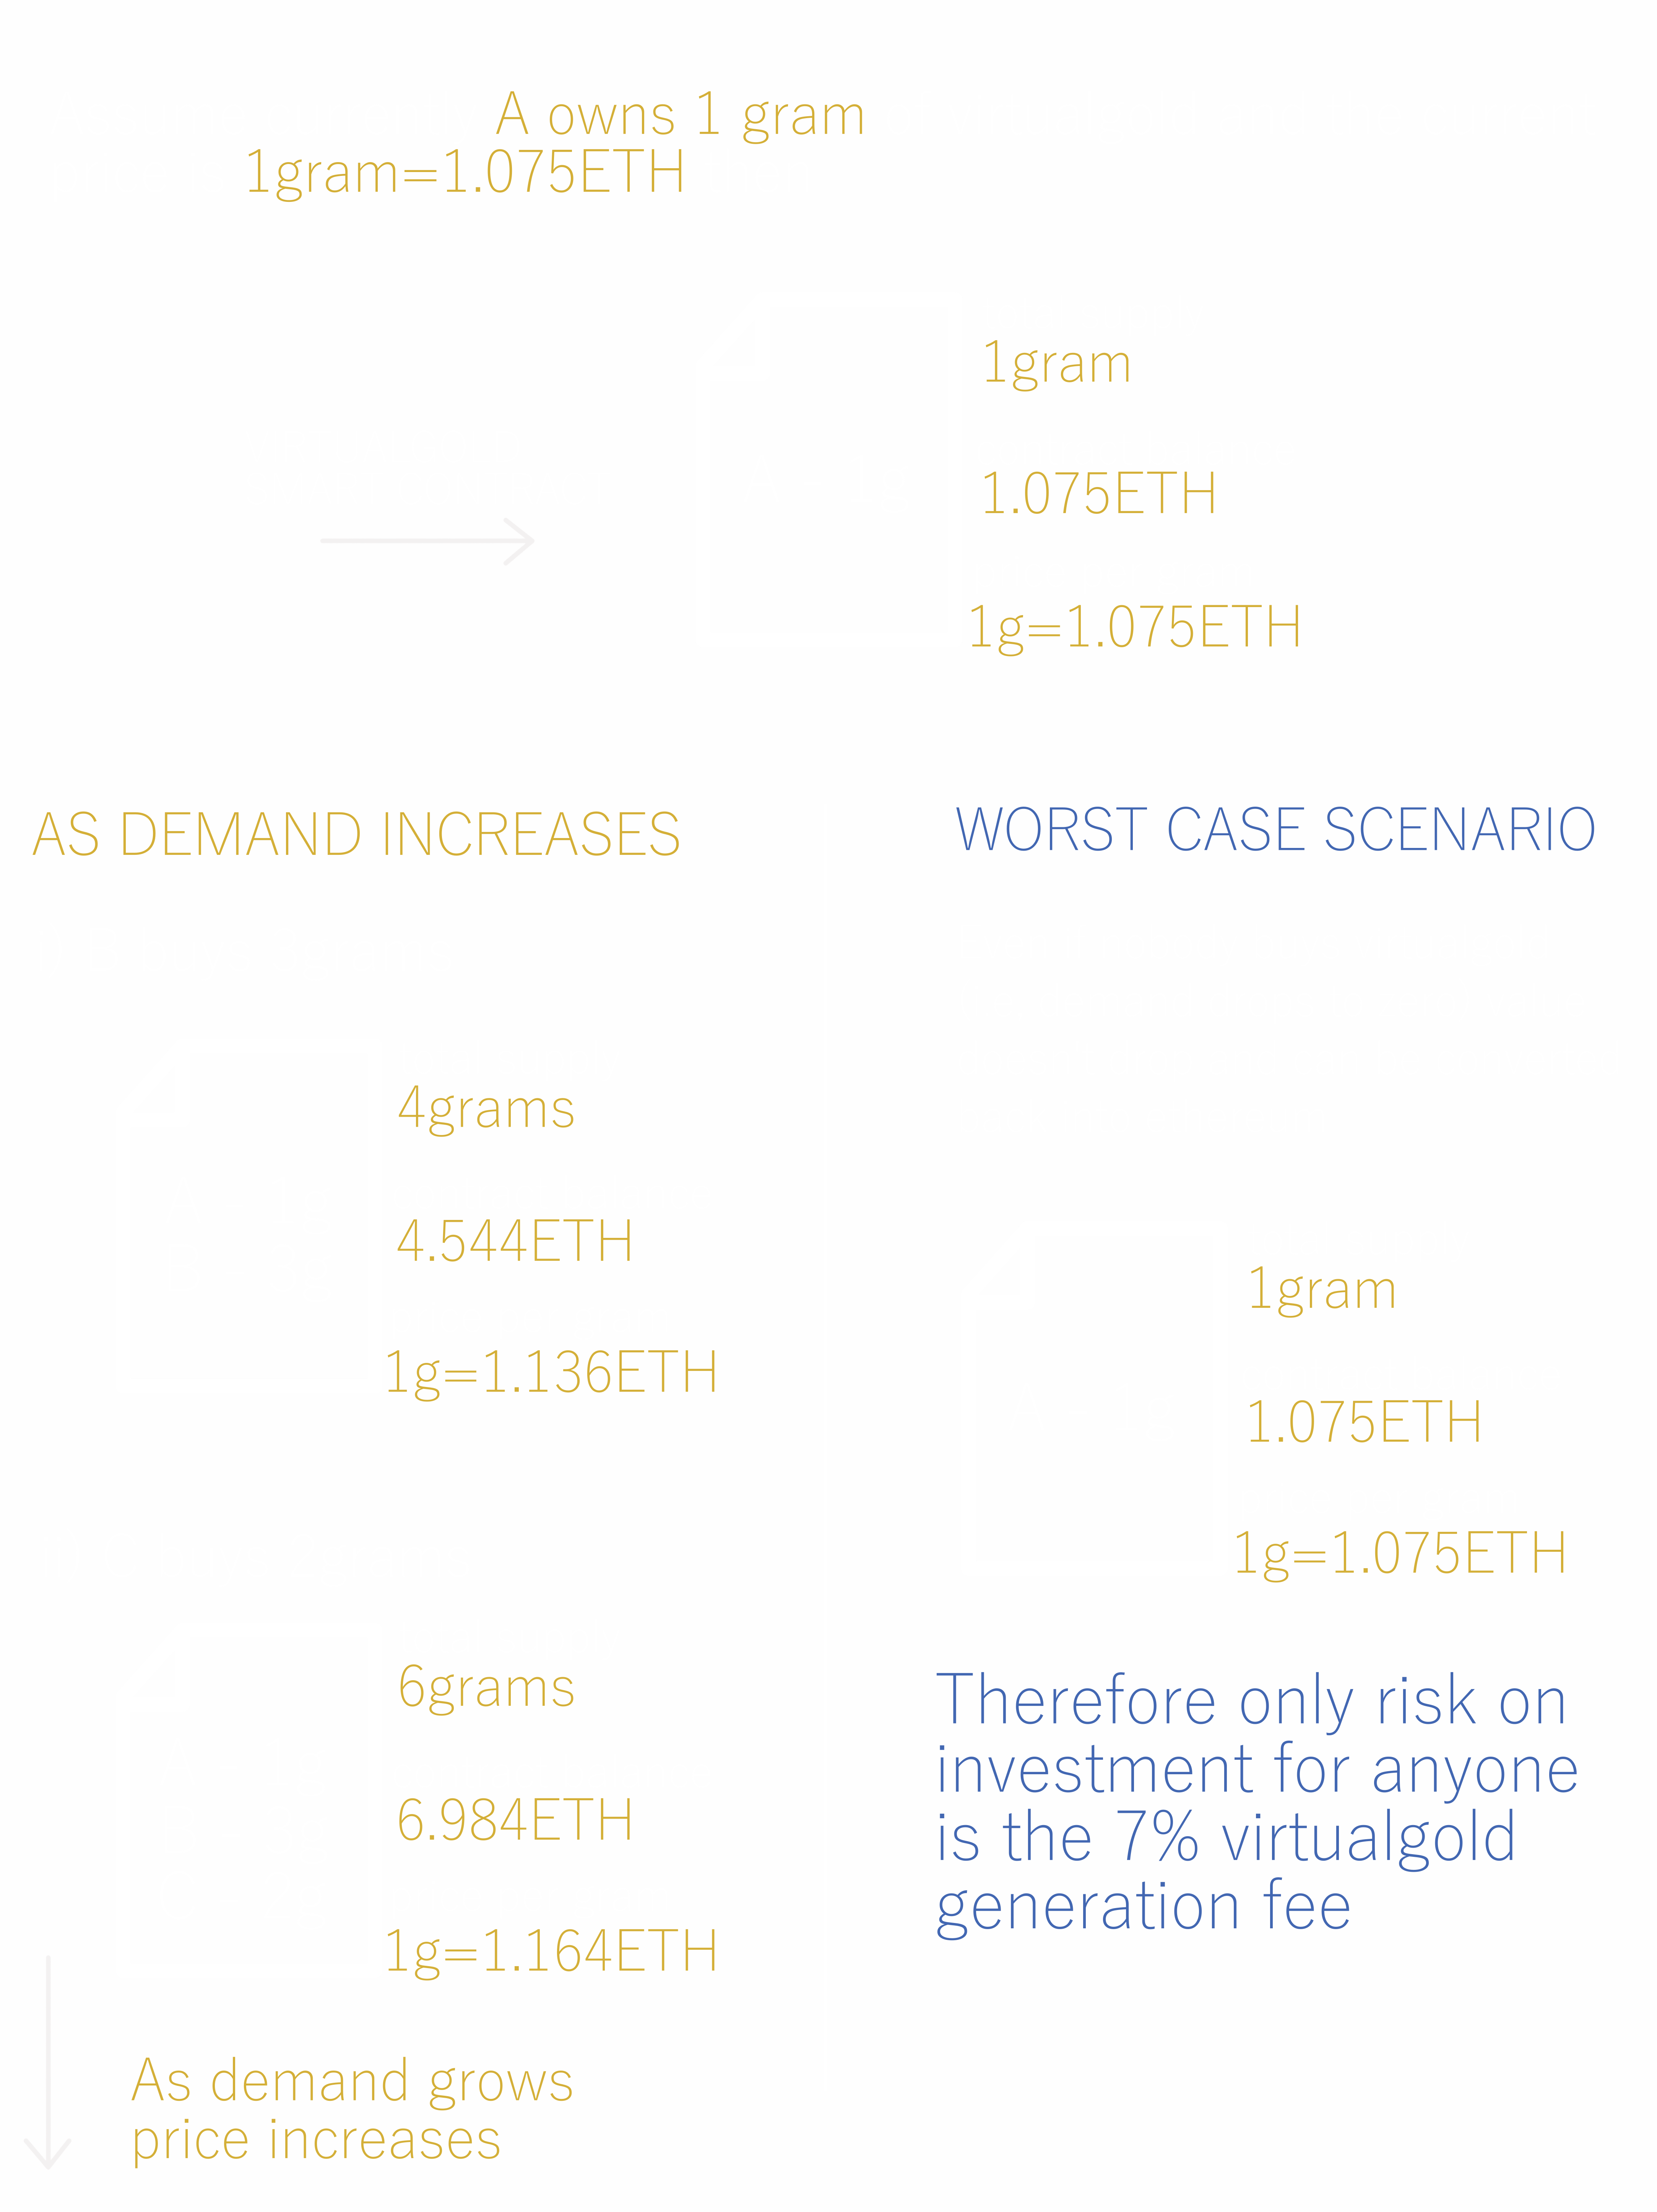 A owns 1 gram
1gram=1.075ETH
1gram
1.075ETH
1g=1.075ETH
AS DEMAND INCREASES
4grams
4.544ETH
1g=1.136ETH
6grams
6.984ETH
1g=1.164ETH
As demand grows
price increases
WORST CASE SCENARIO
1gram
1.075ETH
1g=1.075ETH
Therefore only risk on
investment for anyone
is the 7% virtualgold
generation fee